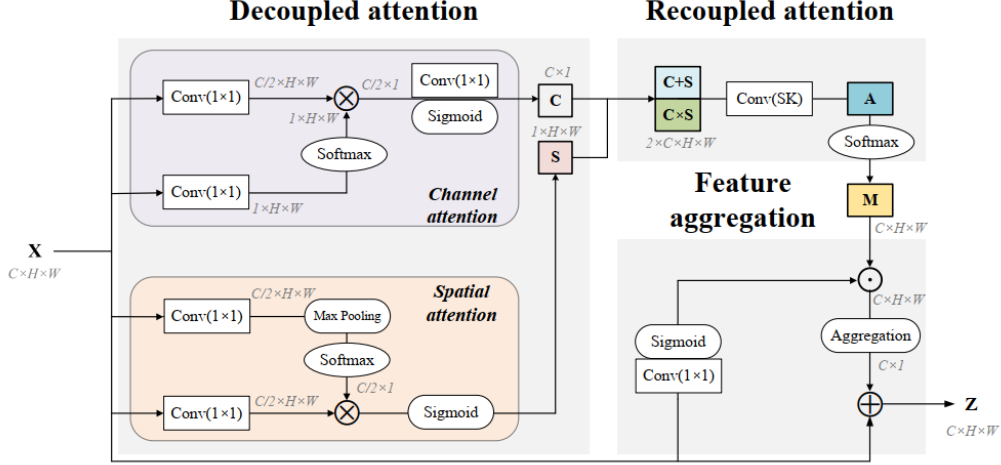 Decoupled attention
Recoupled attention
C/2×H×W
C/2×1
Conv(1×1)
Conv(1×1)
Sigmoid
1×H×W
Softmax
Conv(1×1)
1×H×W
Channel
attention
C×1
C
1×H×W
S
C+S
C×S
2×C×H×W
Conv(SK)
A
Softmax
Feature
aggregation
M
C×H×W
X
C×H×W
C/2×H×W
Spatial
attention
Conv(1×1)
Max Pooling
Softmax
C/2×1
C/2×H×W
Conv(1×1)
Sigmoid
C×H×W
Sigmoid
Conv(1×1)
Aggregation
C×1
Z
C×H×W